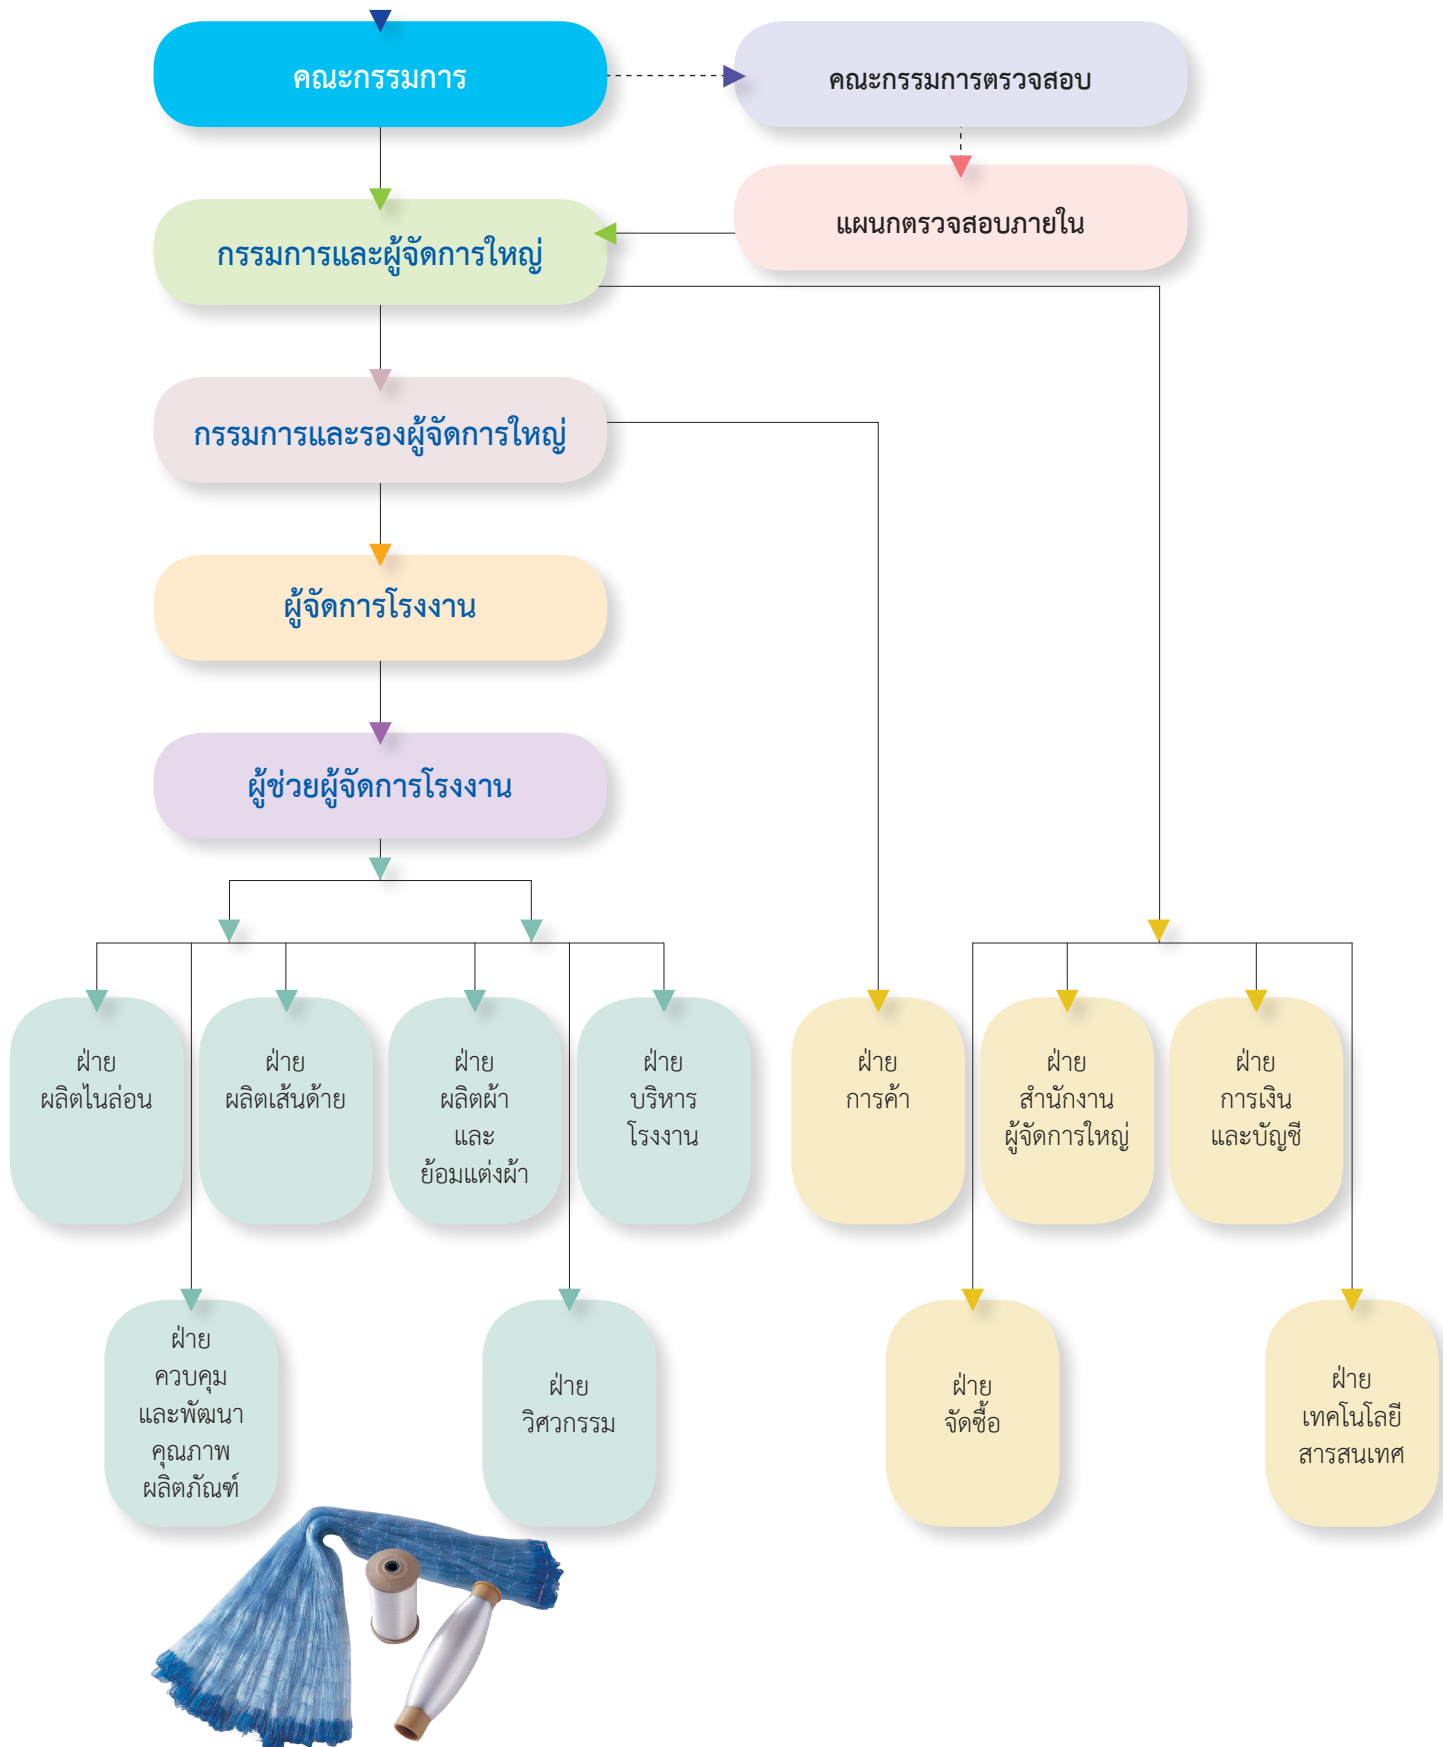 คณะกรรมการ
คณะกรรมการตรวจสอบ
แผนกตรวจสอบภายใน
กรรมการและผู้จัดการใหญ่
กรรมการและรองผู้จัดการใหญ่
ผู้จัดการโรงงาน
ผู้ช่วยผู้จัดการโรงงาน
ฝ่าย
ผลิตไนล่อน
ฝ่าย
ผลิตเส้นด้าย
ฝ่าย
ผลิตผ้า
และ
ย้อมแต่งผ้า
ฝ่าย
บริหาร
โรงงาน
ฝ่าย
การค้า
ฝ่าย
สำนักงาน
ผู้จัดการใหญ่
ฝ่าย
การเงิน
และบัญชี
ฝ่าย
ควบคุม
และพัฒนา
คุณภาพ
ผลิตภัณฑ์
ฝ่าย
วิศวกรรม
ฝ่าย
จัดซื้อ
ฝ่าย
เทคโนโลยี
สารสนเทศ